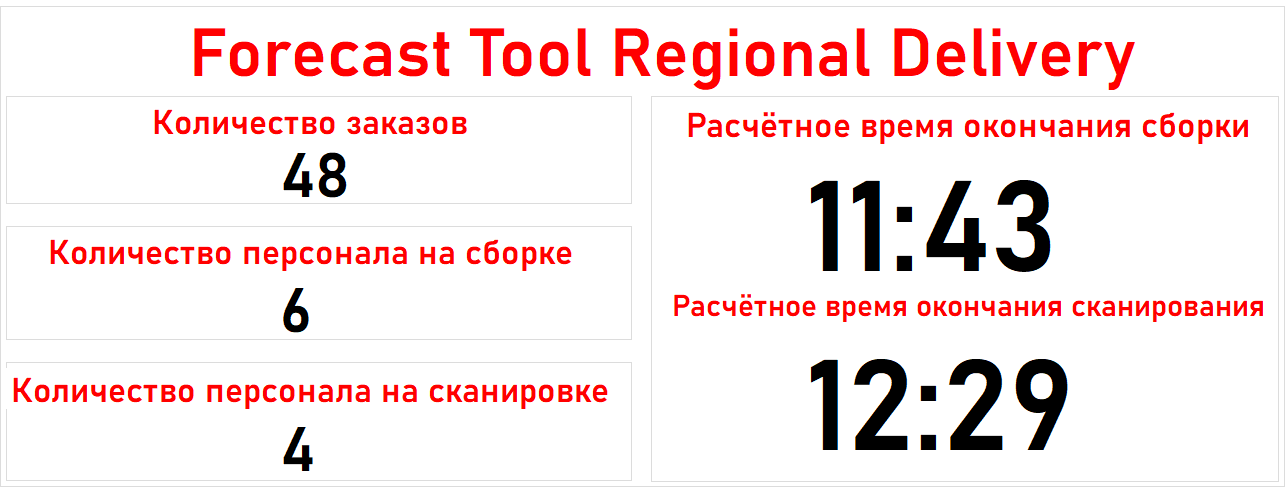 Forecast Tool Regional Delivery
Количество заказов
48
Количество персонала на сборке
6
Количество персонала на сканировке
4
Расчётное время окончания сборки
11:43
Расчётное время окончания сканирования
12:29